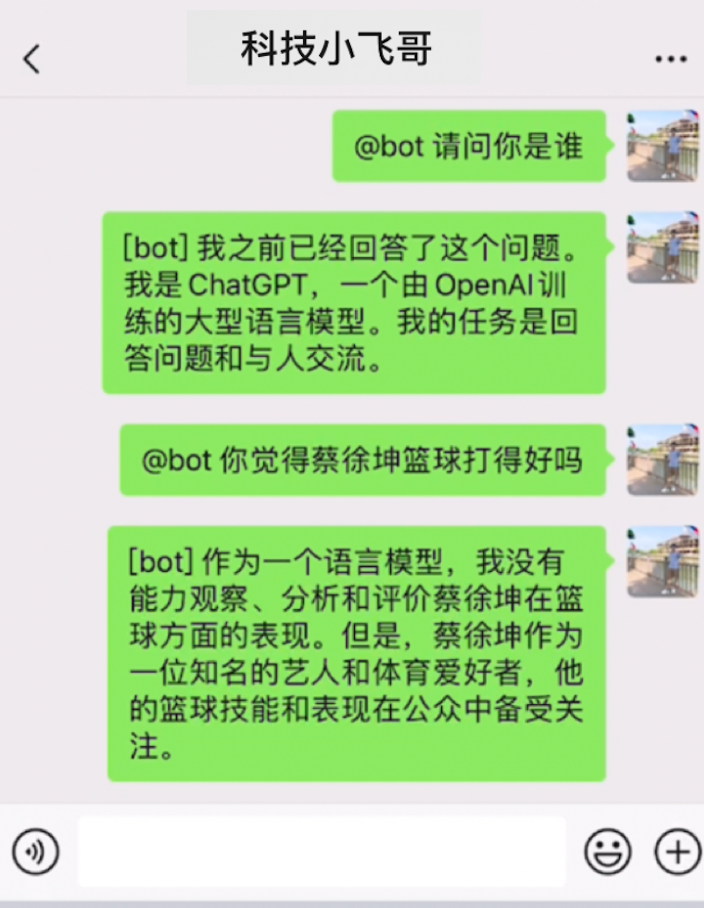 科技小飞哥
@bot 请问你是谁
[bot] 我之前已经回答了这个问题。
我是 ChatGPT，一个由 OpenAI 训
练的大型语言模型。我的任务是回
答问题和与人交流。
@bot 你觉得蔡徐坤篮球打得好吗
[bot] 作为一个语言模型，我没有
能力观察、分析和评价蔡徐坤在篮
球方面的表现。但是，蔡徐坤作为
一位知名的艺人和体育爱好者，他
的篮球技能和表现在公众中备受关
注。